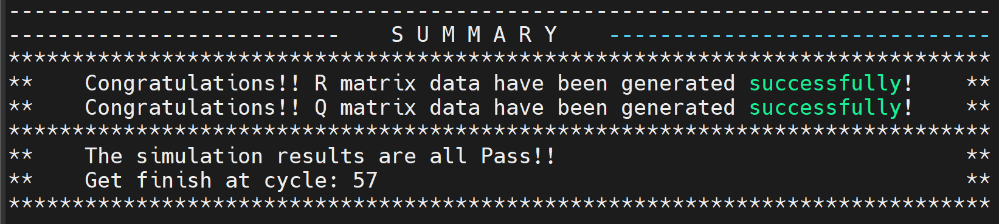 ------------------------------------------------------------------------------
--------------------------    S U M M A R Y    ------------------------------
*****************************************************************************
**    Congratulations!! R matrix data have been generated successfully!    **
**    Congratulations!! Q matrix data have been generated successfully!    **
*****************************************************************************
**    The simulation results are all Pass!!                                **
**    Get finish at cycle: 57                                              **
*****************************************************************************